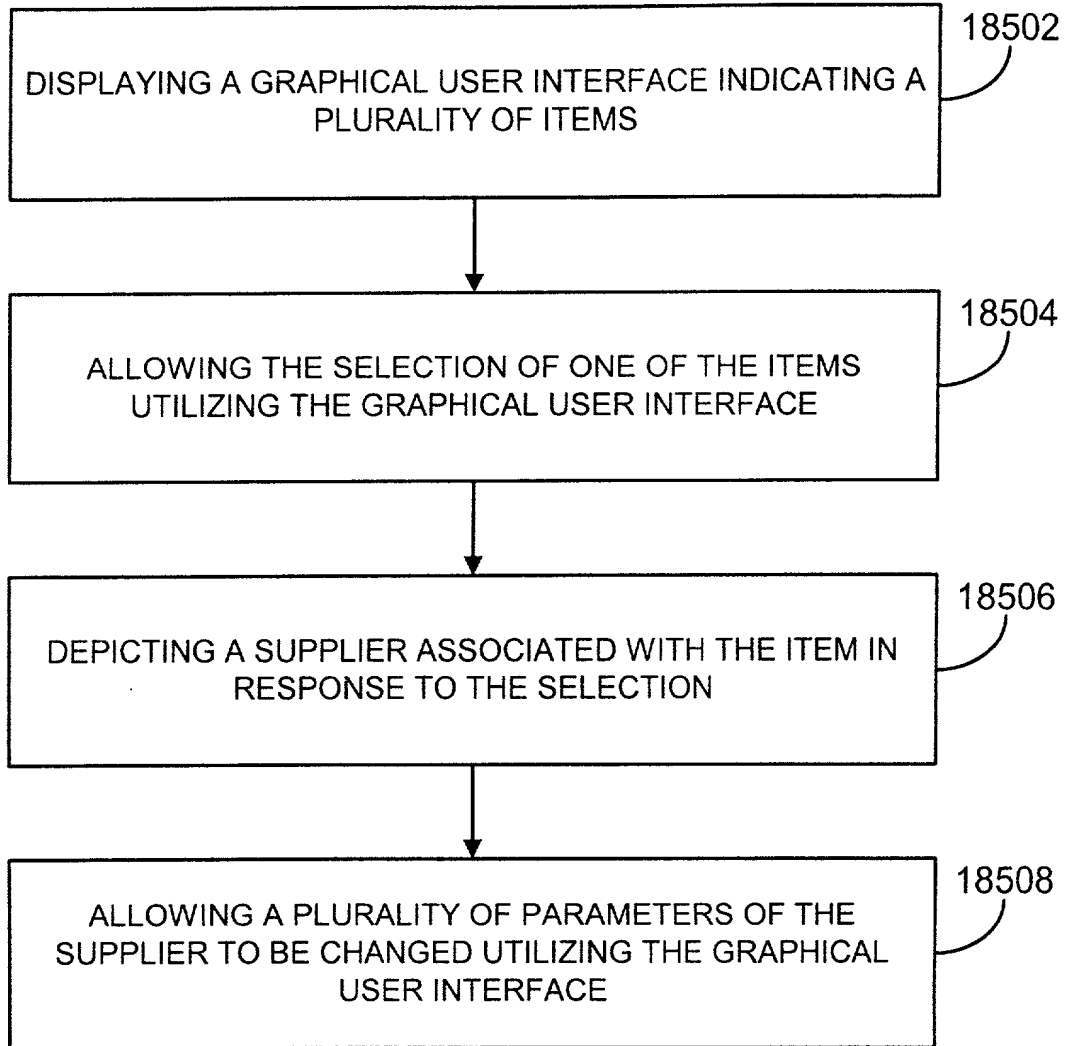 18502
DISPLAYING A GRAPHICAL USER INTERFACE INDICATING A
PLURALITY OF ITEMS
18504
ALLOWING THE SELECTION OF ONE OF THE ITEMS
UTILIZING THE GRAPHICAL USER INTERFACE
18506
DEPICTING A SUPPLIER ASSOCIATED WITH THE ITEM IN
RESPONSE TO THE SELECTION
18508
ALLOWING A PLURALITY OF PARAMETERS OF THE
SUPPLIER TO BE CHANGED UTILIZING THE GRAPHICAL
USER INTERFACE